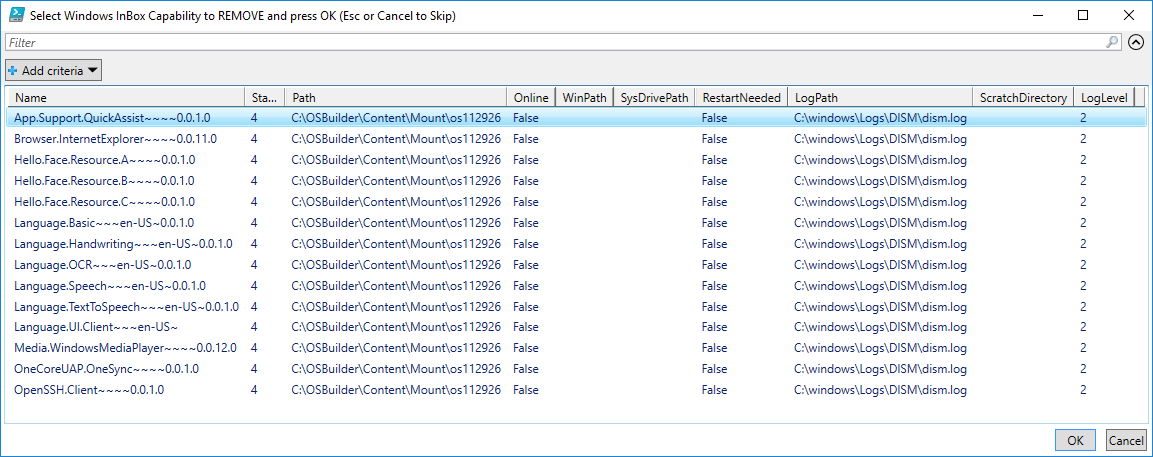 Select Windows InBox Capability to REMOVE and press OK (Esc or Cancel to Skip)
Filter
Add criteria
Name Sta... Path Online WinPath SysDrivePath RestartNeeded LogPath ScratchDirectory LogLevel
App.Support.QuickAssist~~~~0.0.1.0 4 C:\OSBuilder\Content\Mount\os112926 False False C:\windows\Logs\DISM\dism.log 2
Browser.InternetExplorer~~~~0.0.11.0 4 C:\OSBuilder\Content\Mount\os112926 False False C:\windows\Logs\DISM\dism.log 2
Hello.Face.Resource.A~~~~0.0.1.0 4 C:\OSBuilder\Content\Mount\os112926 False False C:\windows\Logs\DISM\dism.log 2
Hello.Face.Resource.B~~~~0.0.1.0 4 C:\OSBuilder\Content\Mount\os112926 False False C:\windows\Logs\DISM\dism.log 2
Hello.Face.Resource.C~~~~0.0.1.0 4 C:\OSBuilder\Content\Mount\os112926 False False C:\windows\Logs\DISM\dism.log 2
Language.Basic~~~en-US~0.0.1.0 4 C:\OSBuilder\Content\Mount\os112926 False False C:\windows\Logs\DISM\dism.log 2
Language.Handwriting~~~en-US~0.0.1.0 4 C:\OSBuilder\Content\Mount\os112926 False False C:\windows\Logs\DISM\dism.log 2
Language.OCR~~~en-US~0.0.1.0 4 C:\OSBuilder\Content\Mount\os112926 False False C:\windows\Logs\DISM\dism.log 2
Language.Speech~~~en-US~0.0.1.0 4 C:\OSBuilder\Content\Mount\os112926 False False C:\windows\Logs\DISM\dism.log 2
Language.TextToSpeech~~~en-US~0.0.1.0 4 C:\OSBuilder\Content\Mount\os112926 False False C:\windows\Logs\DISM\dism.log 2
Language.UI.Client~~~en-US~ 4 C:\OSBuilder\Content\Mount\os112926 False False C:\windows\Logs\DISM\dism.log 2
Media.WindowsMediaPlayer~~~~0.0.12.0 4 C:\OSBuilder\Content\Mount\os112926 False False C:\windows\Logs\DISM\dism.log 2
OneCoreUAP.OneSync~~~~0.0.1.0 4 C:\OSBuilder\Content\Mount\os112926 False False C:\windows\Logs\DISM\dism.log 2
OpenSSH.Client~~~~0.0.1.0 4 C:\OSBuilder\Content\Mount\os112926 False False C:\windows\Logs\DISM\dism.log 2
OK Cancel